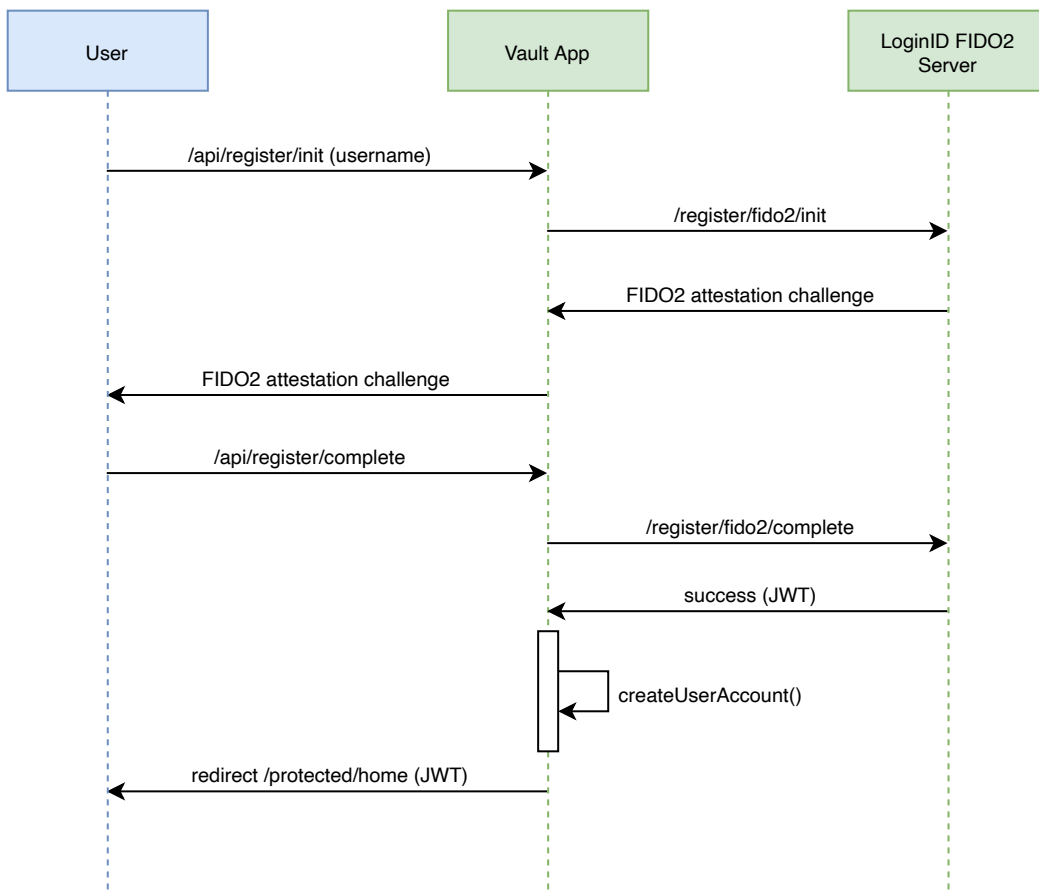 User
Vault App
LoginID FIDO2
Server
/api/register/init (username)
/register/fido2/init
FIDO2 attestation challenge
FIDO2 attestation challenge
/api/register/complete
/register/fido2/complete
success (JWT)
createUserAccount()
redirect /protected/home (JWT)